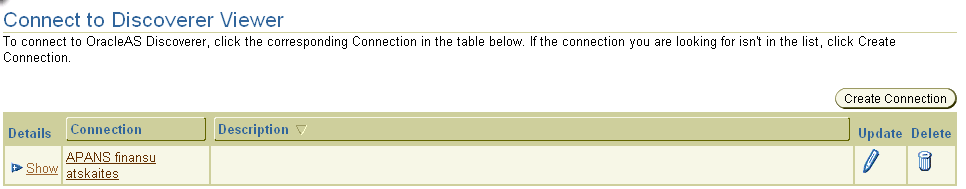 Connect to Discoverer Viewer
To connect to OracleAS Discoverer, click the corresponding Connection in the table below. If the connection you are looking for isn't in the list, click Create
Connection.
Create Connection
Details Connection Description Update Delete
Show APANS finansu
atskaites